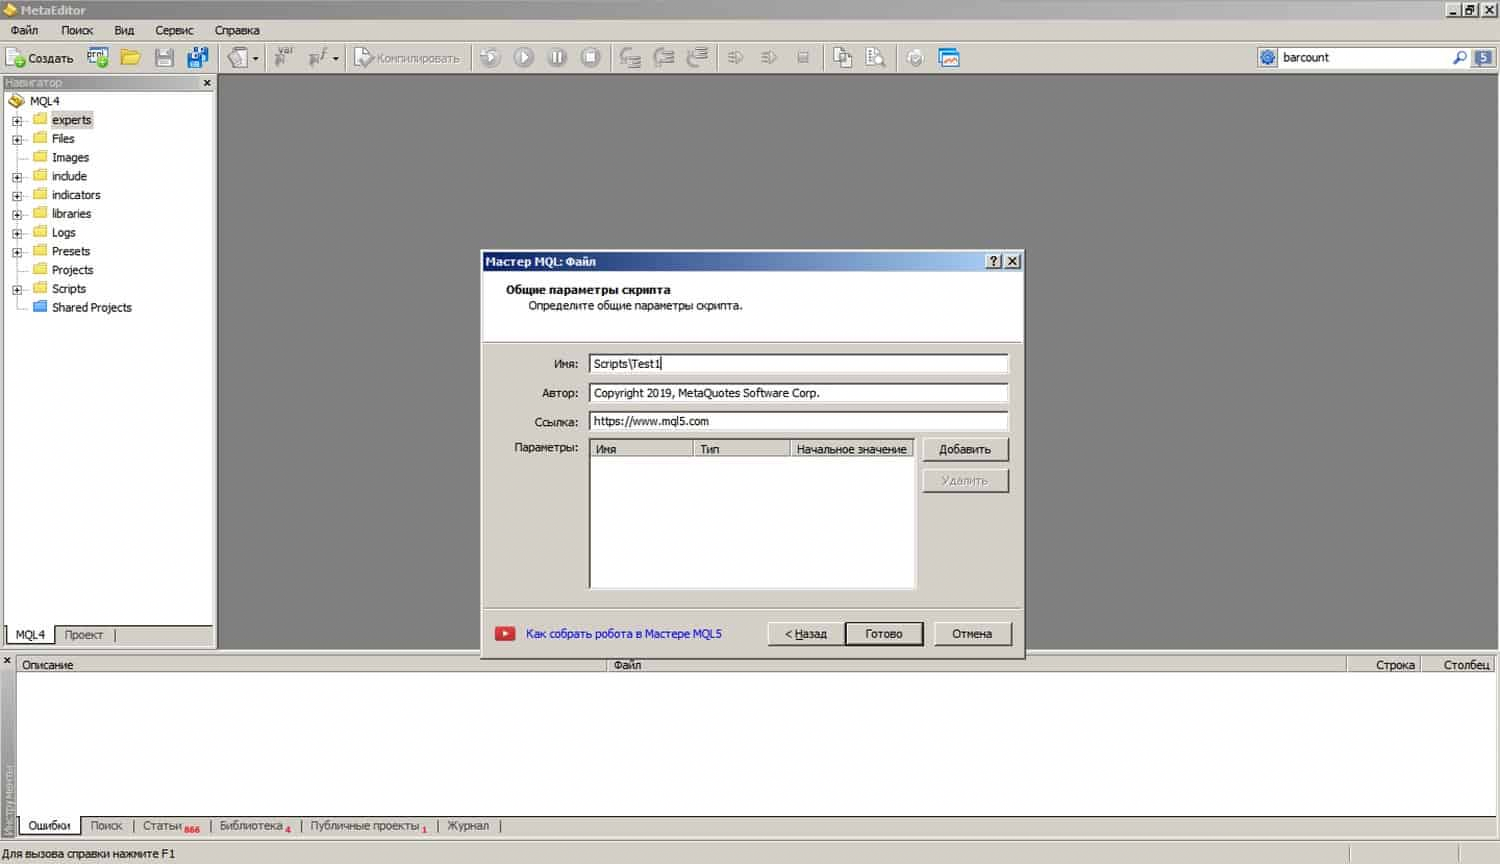 MetaEditor
Файл Поиск Вид Сервис Справка
Создать Компилировать barcount 5
Навигатор
MQL4
experts
Files
Images
include
indicators
libraries
Logs
Presets
Projects
Scripts
Shared Projects
MQL4 Проект
Мастер MQL: Файл
Общие параметры скрипта
Определите общие параметры скрипта.
Имя: Scripts\Test1
Автор: Copyright 2019, MetaQuotes Software Corp.
Ссылка: https://www.mql5.com
Параметры: Имя Тип Начальное значение Добавить
Удалить
Как собрать робота в Мастере MQL5 < Назад Готово Отмена
Описание Файл Строка Столбец
Инструменты
Ошибки Поиск Статьи 866 Библиотека 4 Публичные проекты 1 Журнал
Для вызова справки нажмите F1